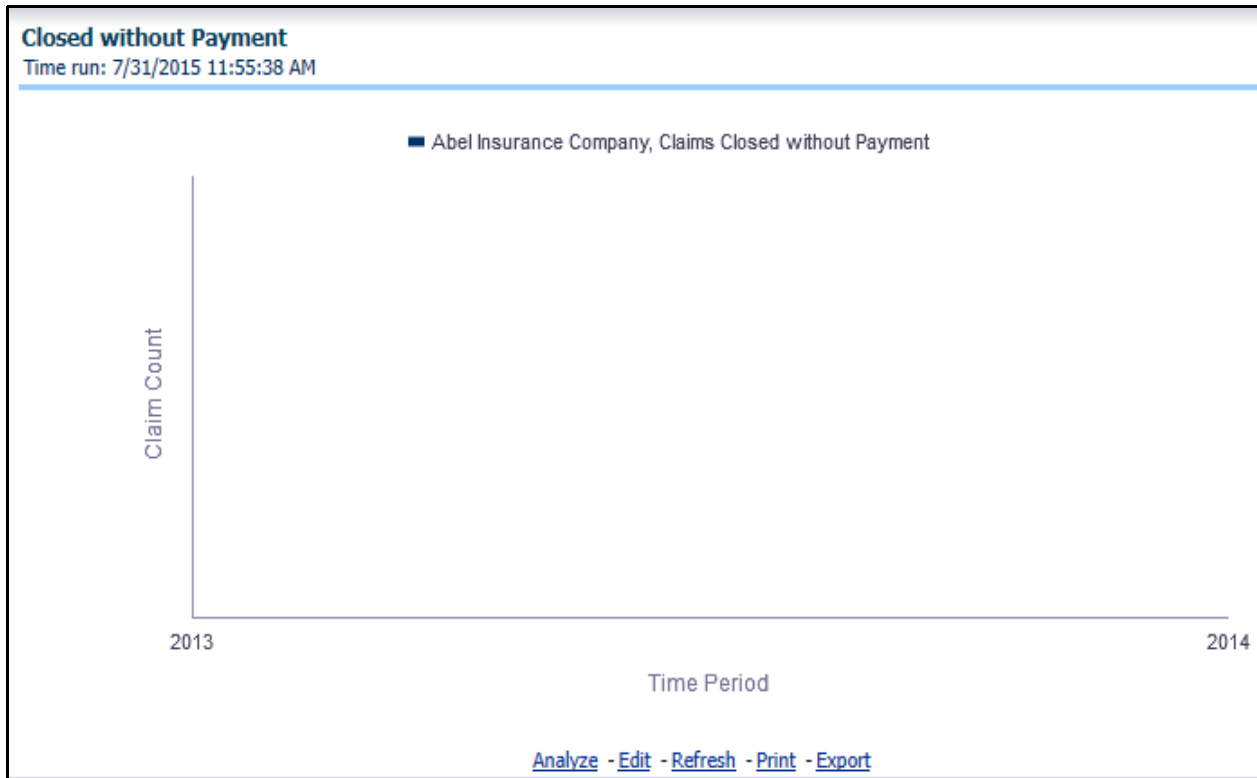 Closed without Payment
Time run: 7/31/2015 11:55:38 AM
Abel Insurance Company, Claims Closed without Payment
Claim Count
2013 2014
Time Period
Analyze - Edit - Refresh - Print - Export